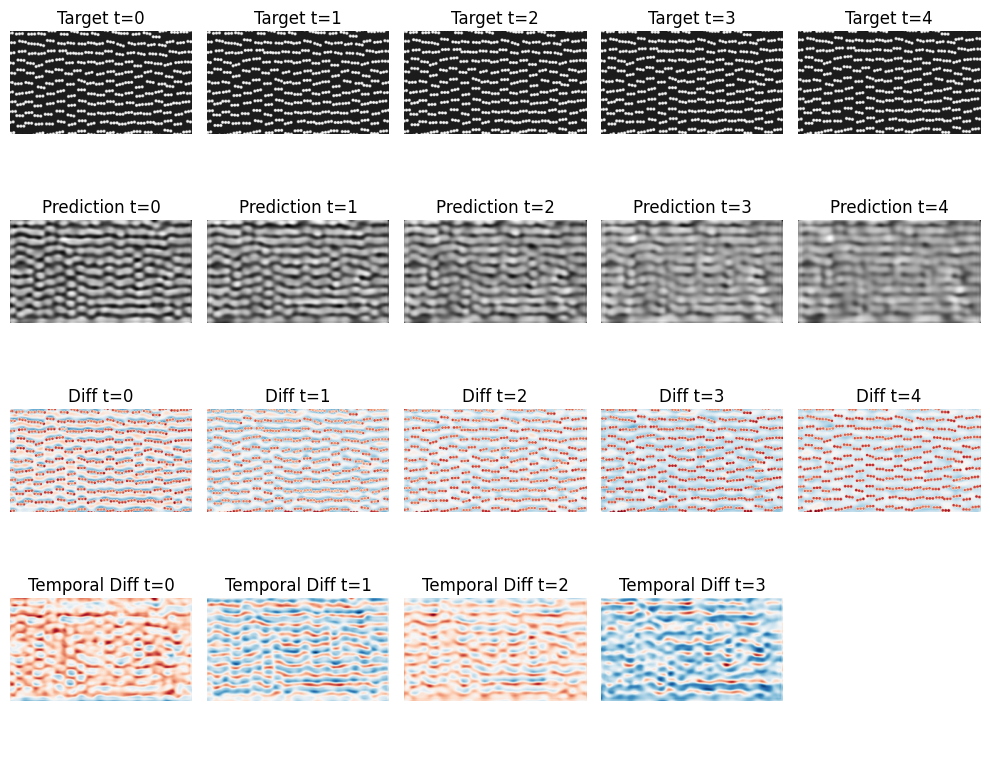 Target t=0 Target t=1 Target t=2 Target t=3 Target t=4
Prediction t=0 Prediction t=1 Prediction t=2 Prediction t=3 Prediction t=4
Diff t=0 Diff t=1 Diff t=2 Diff t=3 Diff t=4
Temporal Diff t=0 Temporal Diff t=1 Temporal Diff t=2 Temporal Diff t=3